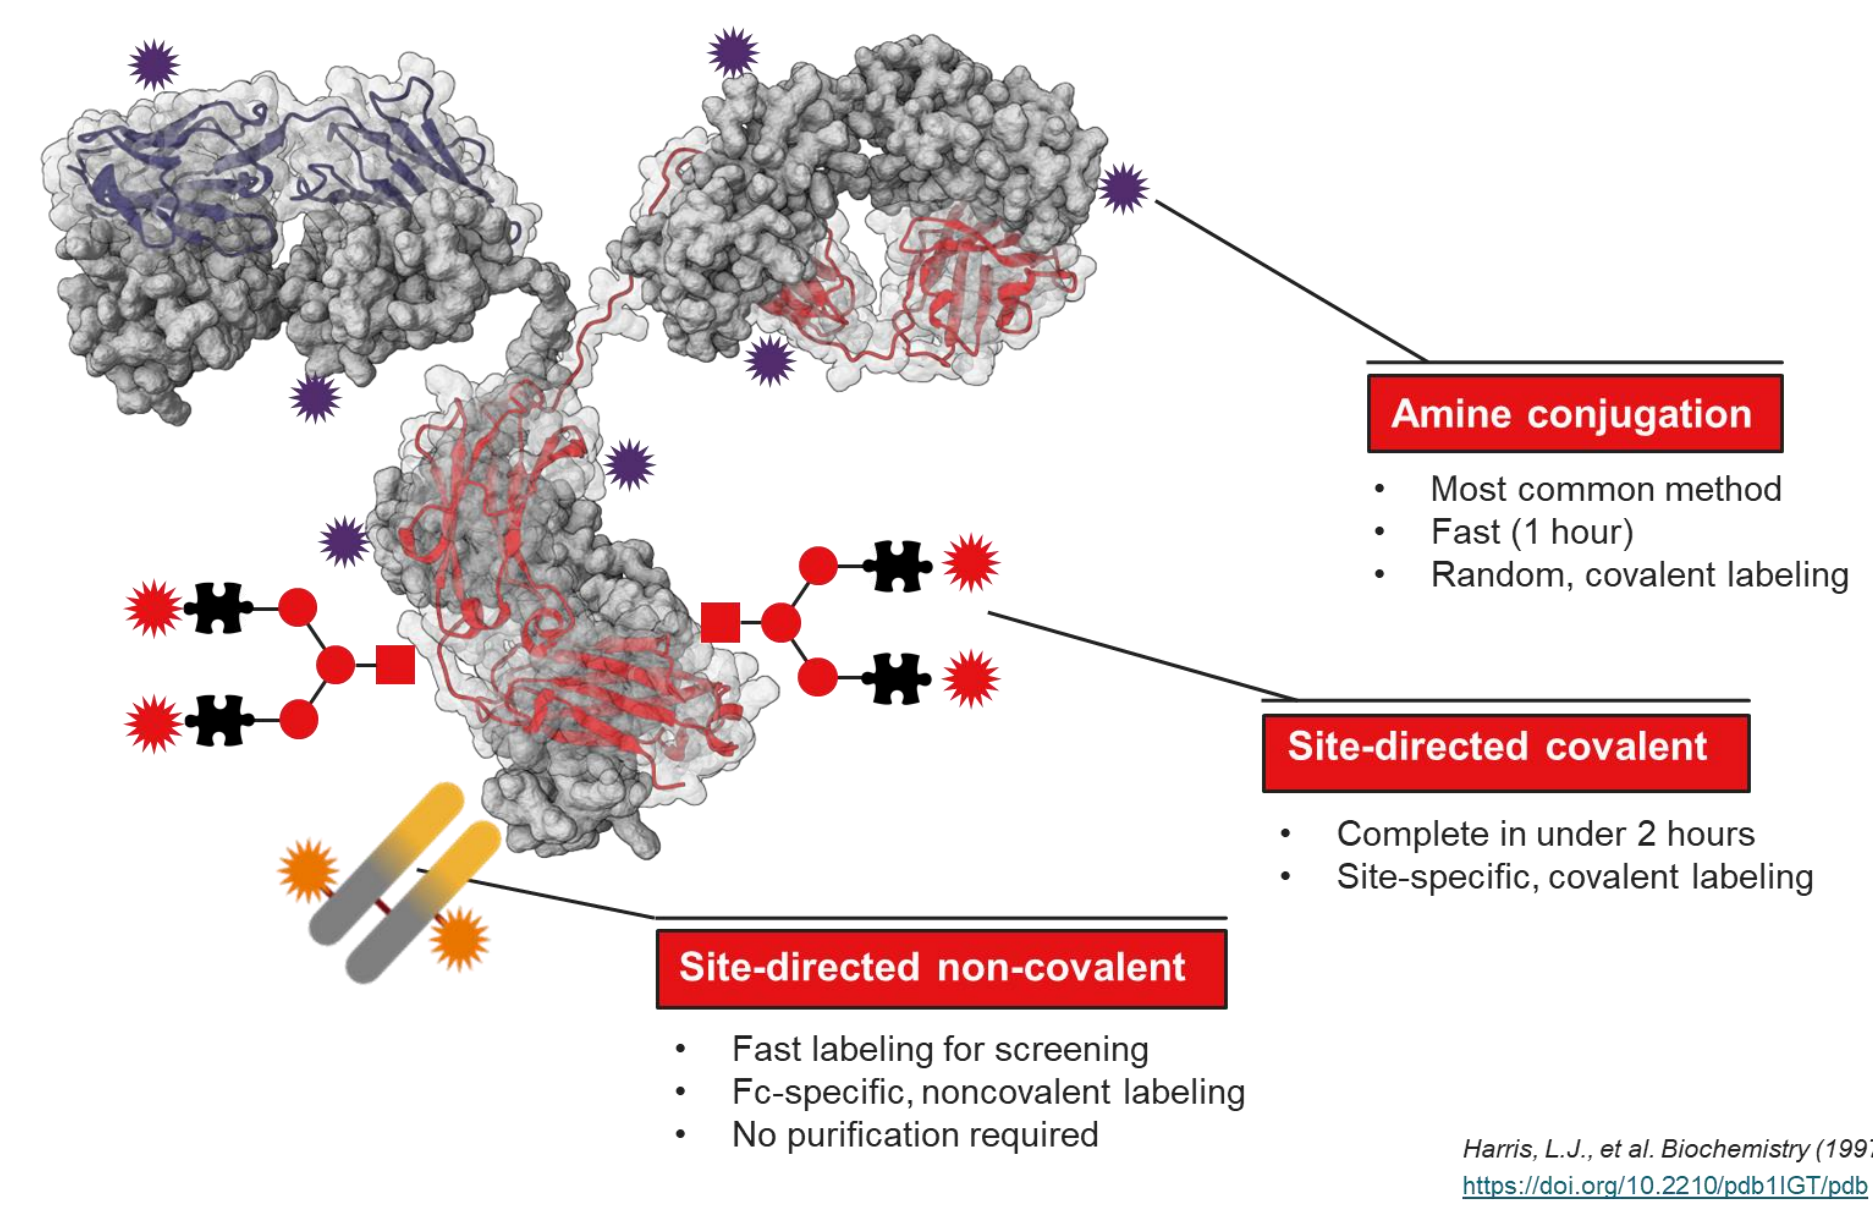 Amine conjugation
• Most common method
• Fast (1 hour)
• Random, covalent labeling
Site-directed covalent
• Complete in under 2 hours
• Site-specific, covalent labeling
Site-directed non-covalent
• Fast labeling for screening
• Fc-specific, noncovalent labeling
• No purification required
Harris, L.J., et al. Biochemistry (1997
https://doi.org/10.2210/pdb1IGT/pdb